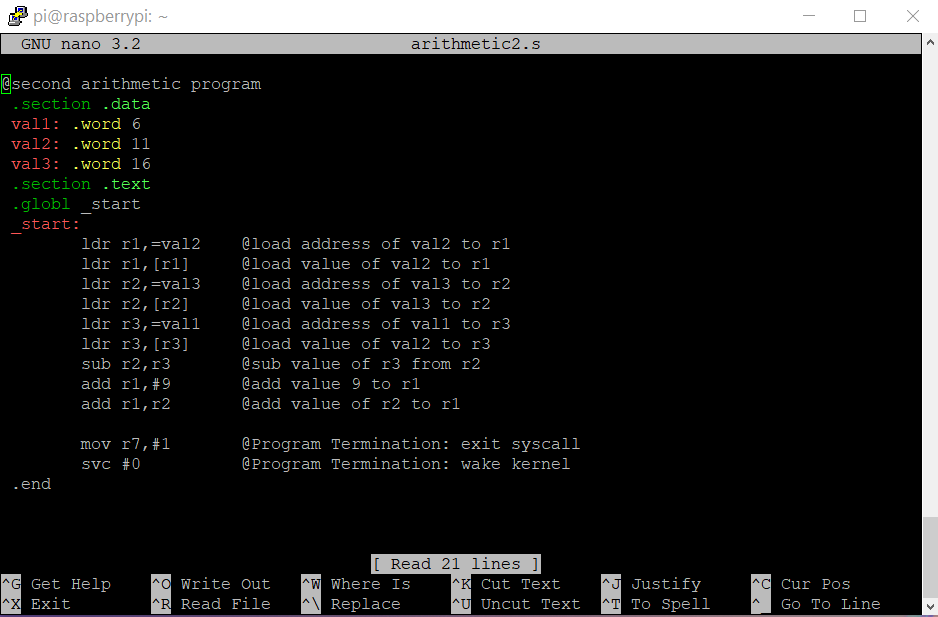 pi@raspberrypi: ~
GNU nano 3.2 arithmetic2.s
@second arithmetic program
.section .data
val1: .word 6
val2: .word 11
val3: .word 16
.section .text
.globl _start
_start:
ldr r1,=val2 @load address of val2 to r1
ldr r1,[r1] @load value of val2 to r1
ldr r2,=val3 @load address of val3 to r2
ldr r2,[r2] @load value of val3 to r2
ldr r3,=val1 @load address of val1 to r3
ldr r3,[r3] @load value of val2 to r3
sub r2,r3 @sub value of r3 from r2
add r1,#9 @add value 9 to r1
add r1,r2 @add value of r2 to r1
mov r7,#1 @Program Termination: exit syscall
svc #0 @Program Termination: wake kernel
.end
[ Read 21 lines ]
^G Get Help ^O Write Out ^W Where Is ^K Cut Text ^J Justify ^C Cur Pos
^X Exit ^R Read File ^\ Replace ^U Uncut Text ^T To Spell ^_ Go To Line